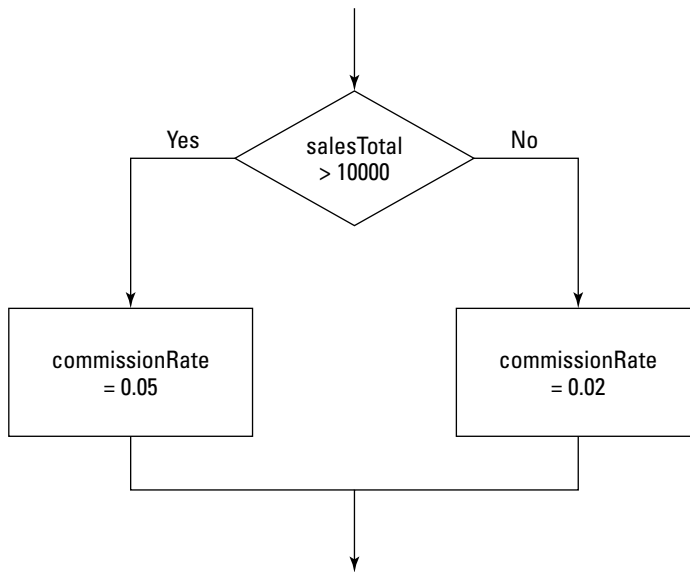 Yes
salesTotal
> 10000
No
commissionRate
= 0.05
commissionRate
= 0.02